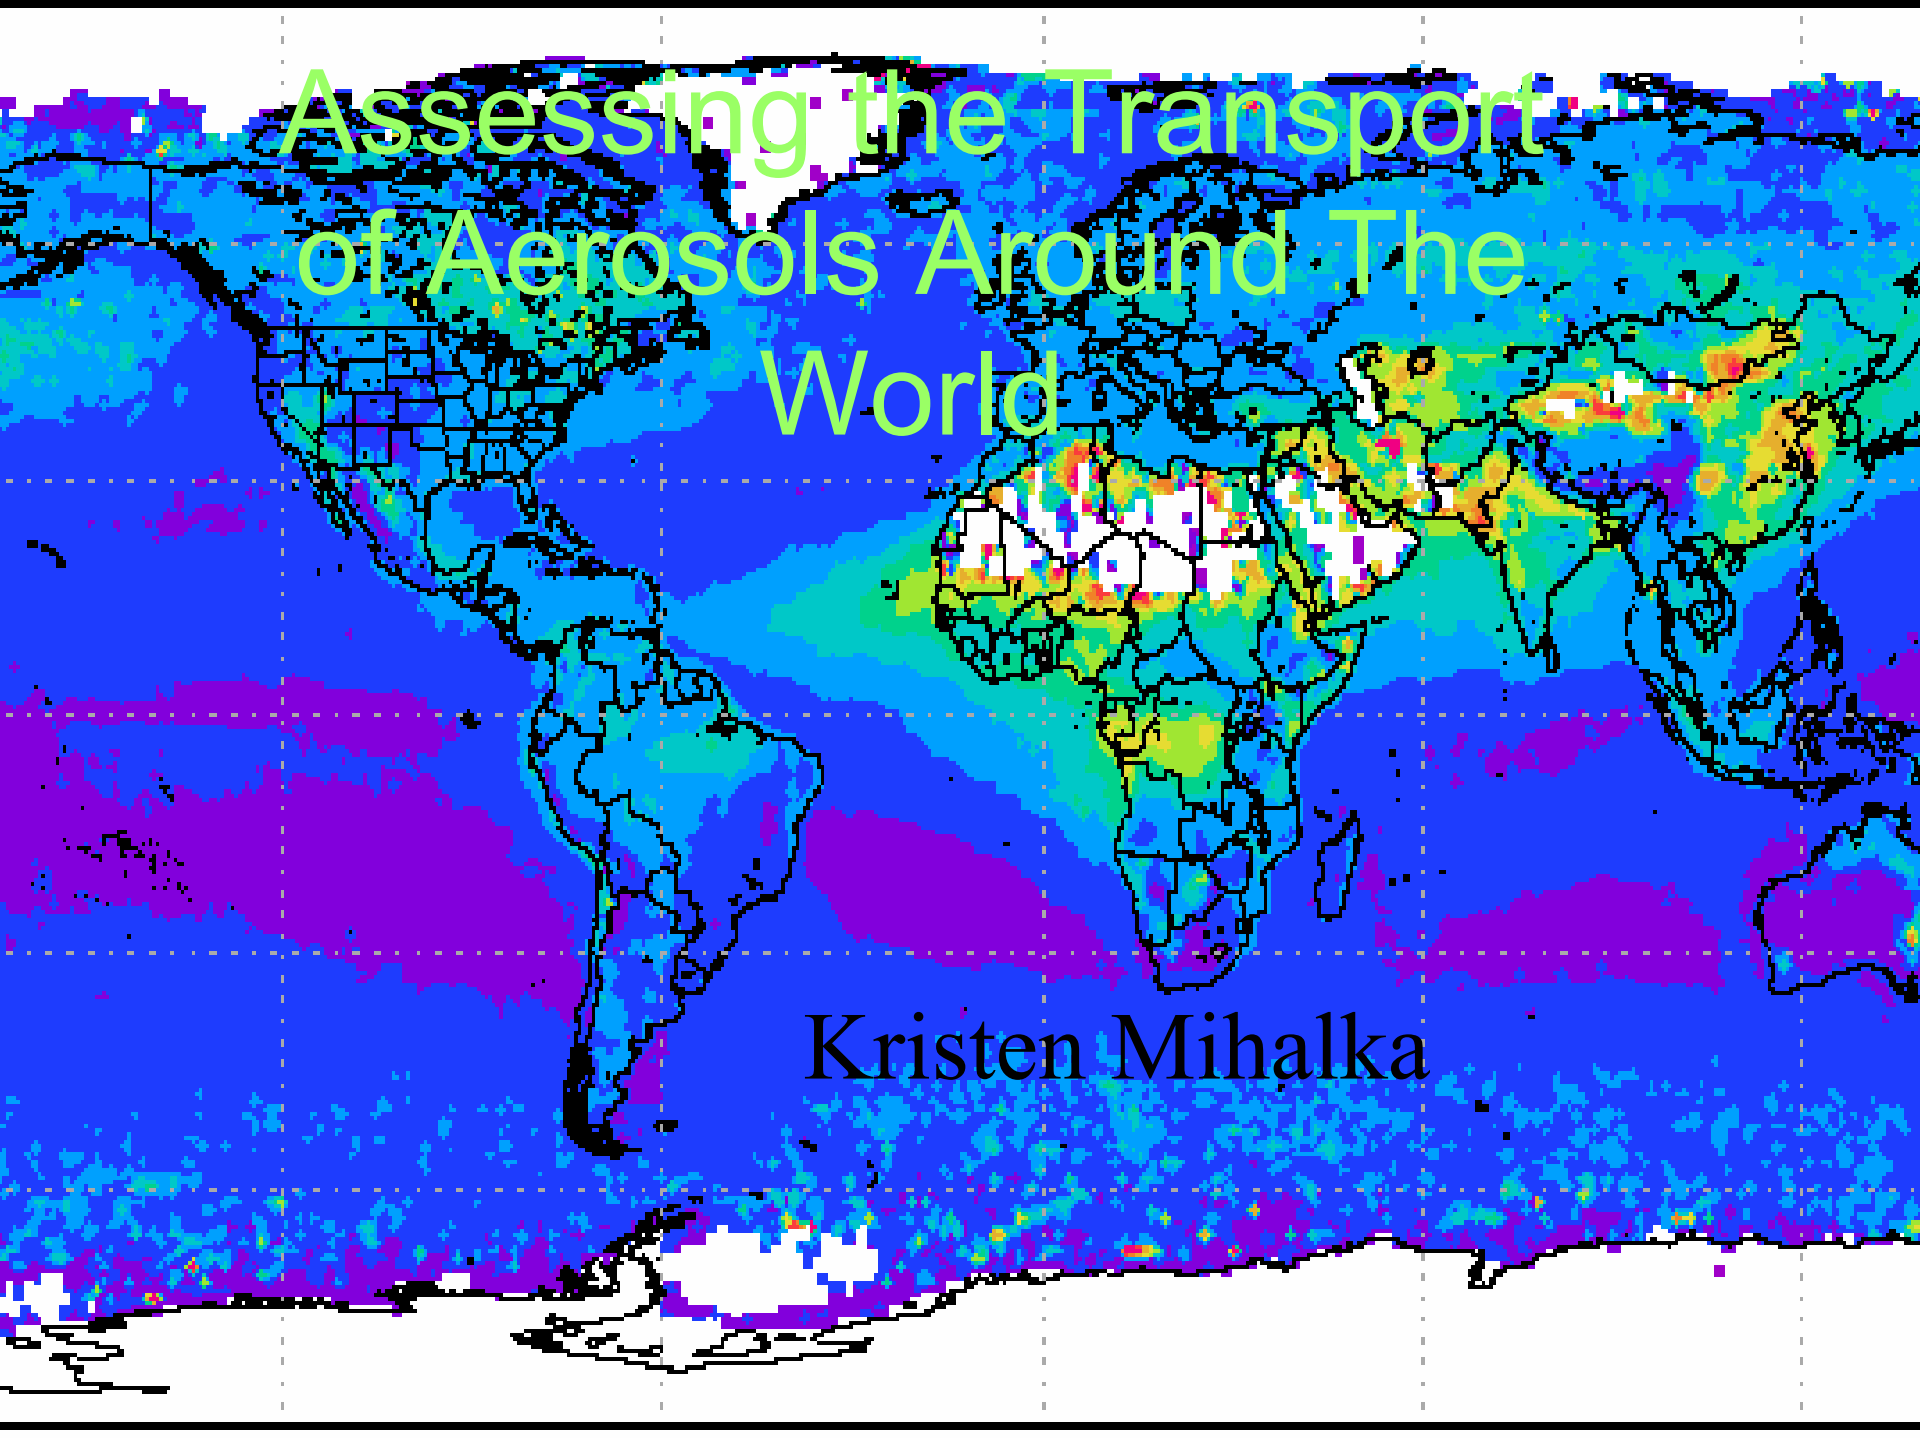 Assessing the Transport
of Aerosols Around The
World
Kristen Mihalka